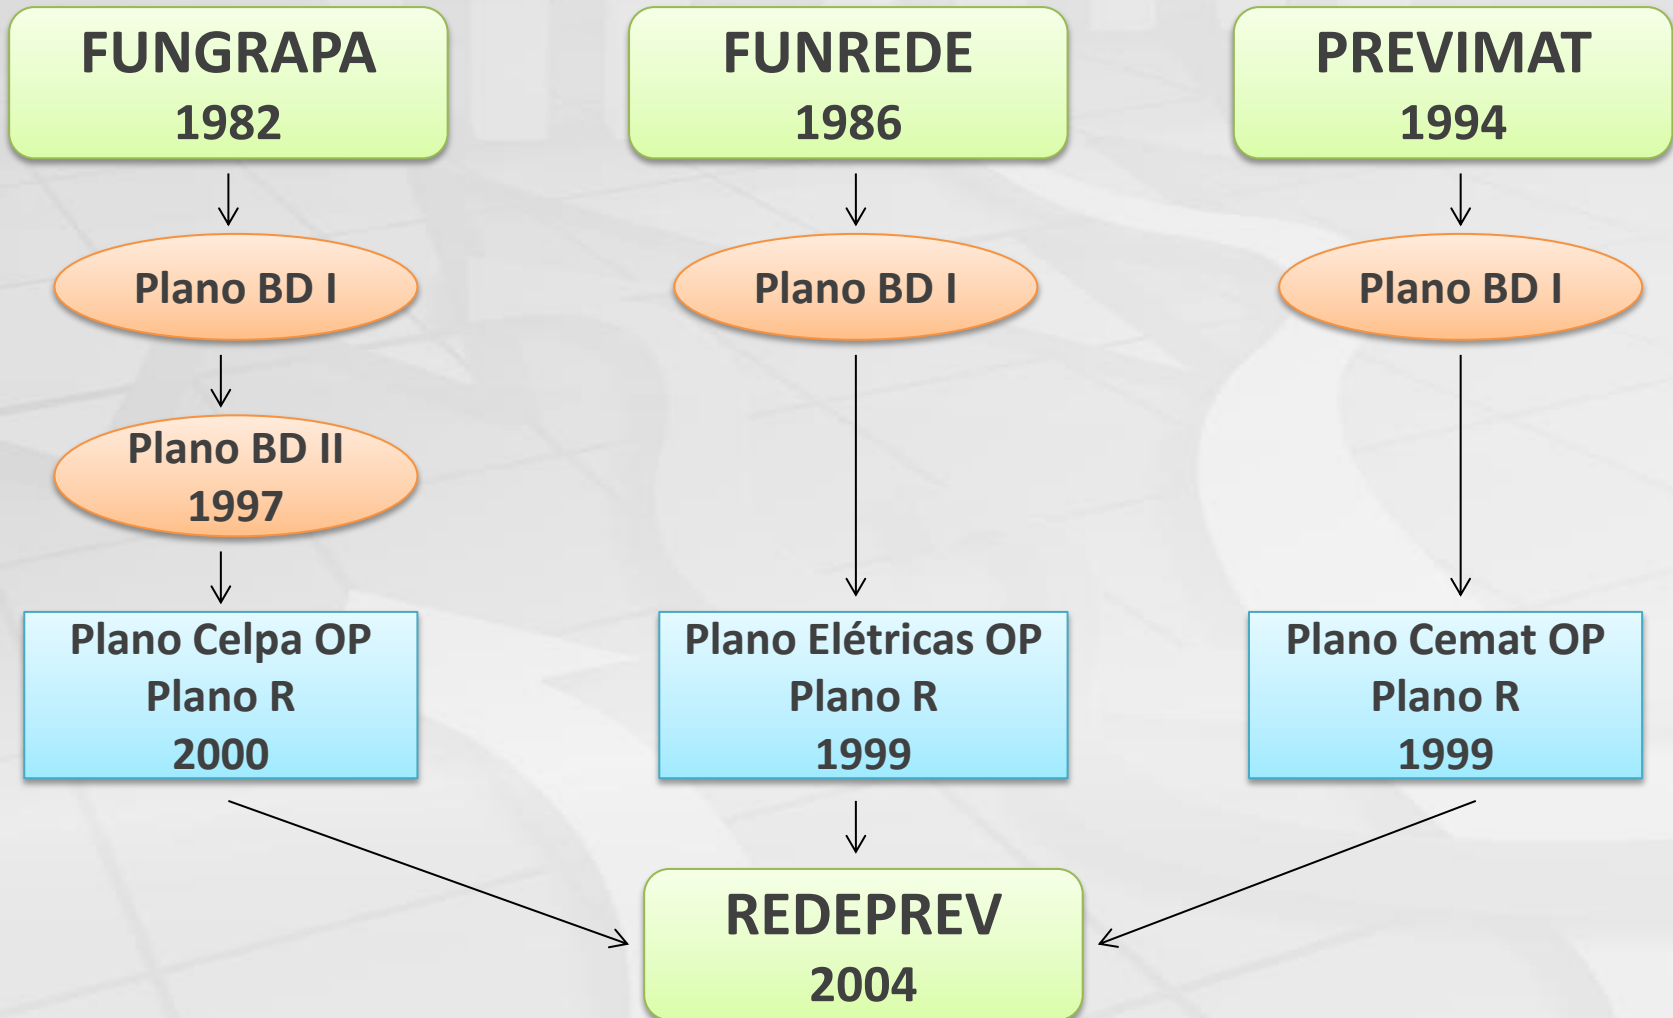 FUNGRAPA
1982
FUNREDE
1986
PREVIMAT
1994
Plano BD I
Plano BD I
Plano BD I
Plano BD II
1997
Plano Celpa OP
Plano R
2000
Plano Elétricas OP
Plano R
1999
Plano Cemat OP
Plano R
1999
REDEPREV
2004